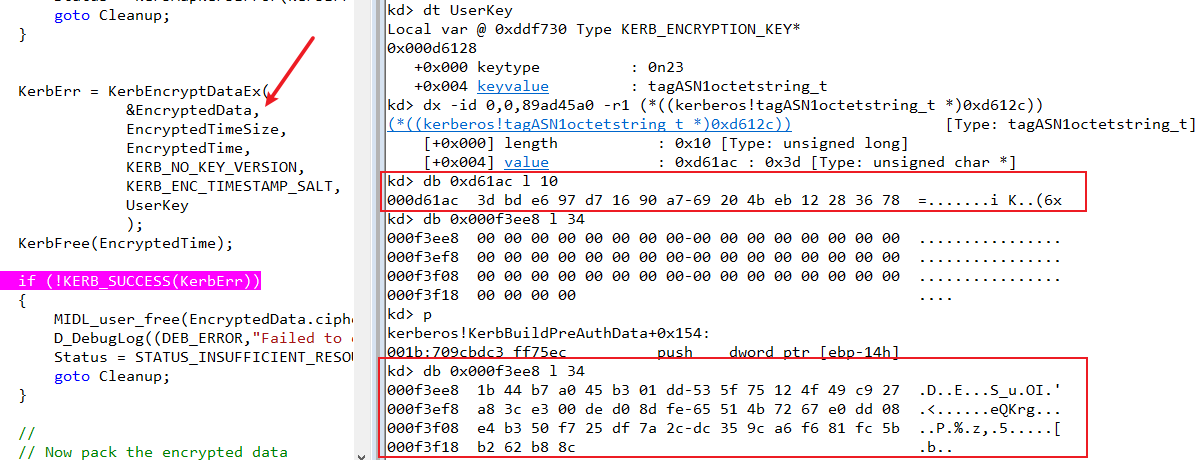 goto Cleanup;
}
KerbErr = KerbEncryptDataEx(
&EncryptedData,
EncryptedTimeSize,
EncryptedTime,
KERB_NO_KEY_VERSION,
KERB_ENC_TIMESTAMP_SALT,
UserKey
);
KerbFree(EncryptedTime);
if (!KERB_SUCCESS(KerbErr))
{
MIDL_user_free(EncryptedData.ciph
D_DebugLog((DEB_ERROR,"Failed to
Status = STATUS_INSUFFICIENT_RESOU
goto Cleanup;
}
//
// Now pack the encrypted data
kd> dt UserKey
Local var @ 0xddf730 Type KERB_ENCRYPTION_KEY*
0x000d6128
+0x000 keytype : 0n23
+0x004 keyvalue : tagASN1octetstring_t
kd> dx -id 0,0,89ad45a0 -r1 (*((kerberos!tagASN1octetstring_t *)0xd612c))
(*((kerberos!tagASN1octetstring_t *)0xd612c)) [Type: tagASN1octetstring_t]
[+0x000] length : 0x10 [Type: unsigned long]
[+0x004] value : 0xd61ac : 0x3d [Type: unsigned char *]
kd> db 0xd61ac l 10
000d61ac 3d bd e6 97 d7 16 90 a7-69 20 4b eb 12 28 36 78 =.......i K..(6x
kd> db 0x000f3ee8 l 34
000f3ee8 00 00 00 00 00 00 00 00-00 00 00 00 00 00 00 00 ................
000f3ef8 00 00 00 00 00 00 00 00-00 00 00 00 00 00 00 00 ................
000f3f08 00 00 00 00 00 00 00 00-00 00 00 00 00 00 00 00 ................
000f3f18 00 00 00 00 ....
kd> p
kerberos!KerbBuildPreAuthData+0x154:
001b:709cbdc3 ff75ec push dword ptr [ebp-14h]
kd> db 0x000f3ee8 l 34
000f3ee8 1b 44 b7 a0 45 b3 01 dd-53 5f 75 12 4f 49 c9 27 .D..E...S_u.OI.'
000f3ef8 a8 3c e3 00 de d0 8d fe-65 51 4b 72 67 e0 dd 08 .<......eQKrg...
000f3f08 e4 b3 50 f7 25 df 7a 2c-dc 35 9c a6 f6 81 fc 5b ..P.%.z,.5.....[
000f3f18 b2 62 b8 8c .b..